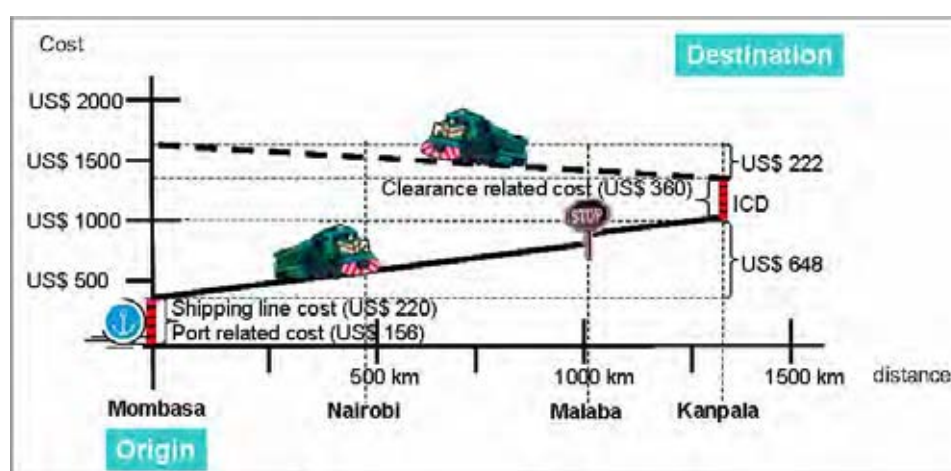 Cost
Destination
US$ 2000
US$ 1500
US$ 222
Clearance related cost (US$ 360)
ICD
US$ 1000
STOP
US$ 500
US$ 648
Shipping line cost (US$ 220)
Port related cost (US$ 156)
500 km
1000 km
1500 km
distance
Mombasa
Nairobi
Malaba
Kanpala
Origin